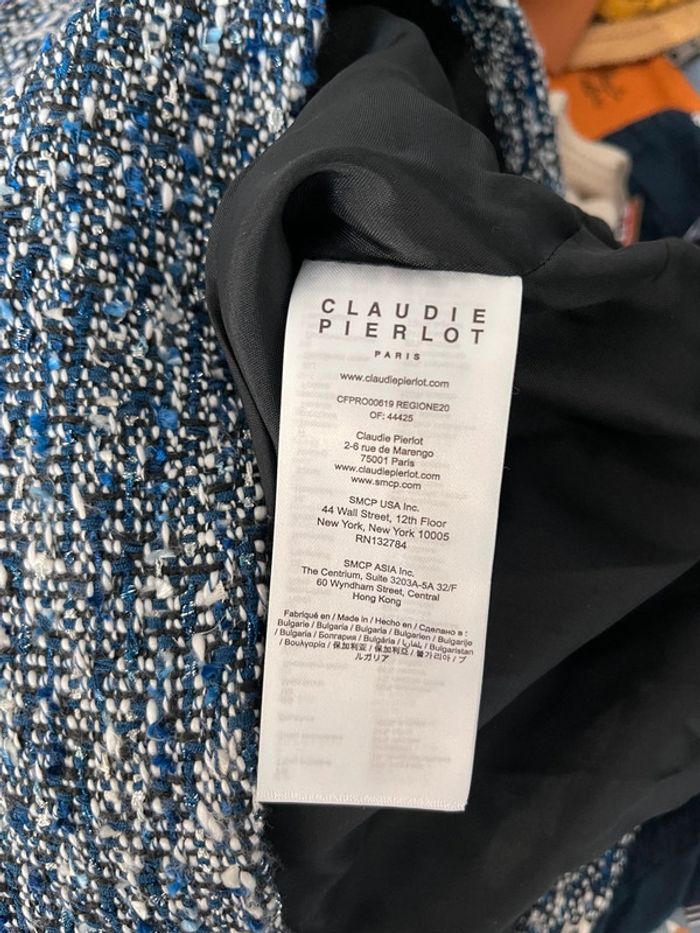 CLAUDIE
PIERLOT
PARIS
www.claudiepierlot.com
CFPRO00619 REGIONE20
OF: 44425
Claudie Pierlot
2-6 rue de Marengo
75001 Paris
www.claudiepierlot.com
www.smcp.com
SMCP USA Inc.
44 Wall Street, 12th Floor
New York, New York 10005
RN132784
SMCP ASIA Inc.
The Centrium, Suite 3203A-5A 32/F
60 Wyndham Street, Central
Hong Kong
Fabriqué en / Made in / Hecho en / Сделано в :
Bulgarie / Bulgaria / Bulgaria / Bulgarien / Bulgarije
/ Bulgaria / Болгария / Bulgária / بلغاريا / Bulgaristan
/ Βουλγαρία / 保加利亚 / 保加利亞 / 불가리아 / ブ
ルガリア